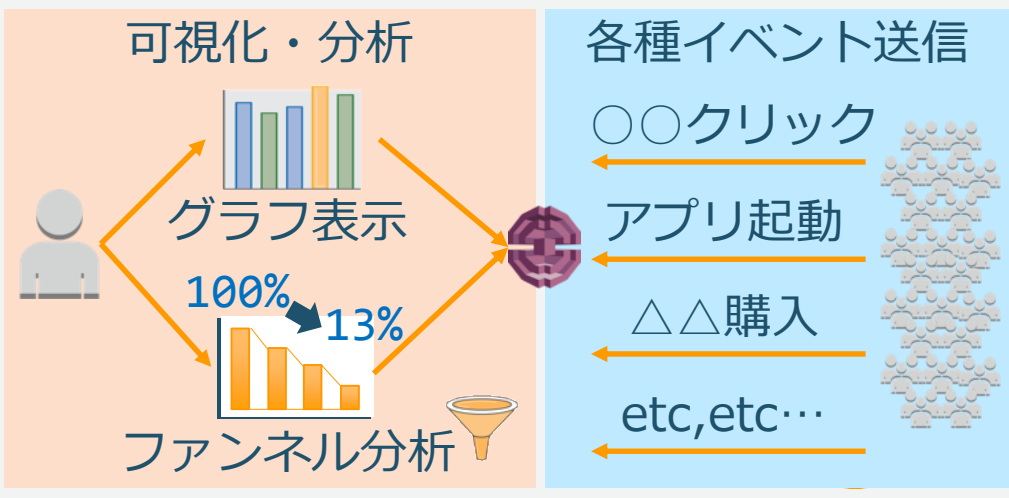 可視化・分析
グラフ表示
100%
13%
ファンネル分析
各種イベント送信
○○クリック
アプリ起動
△△購入
etc,etc…